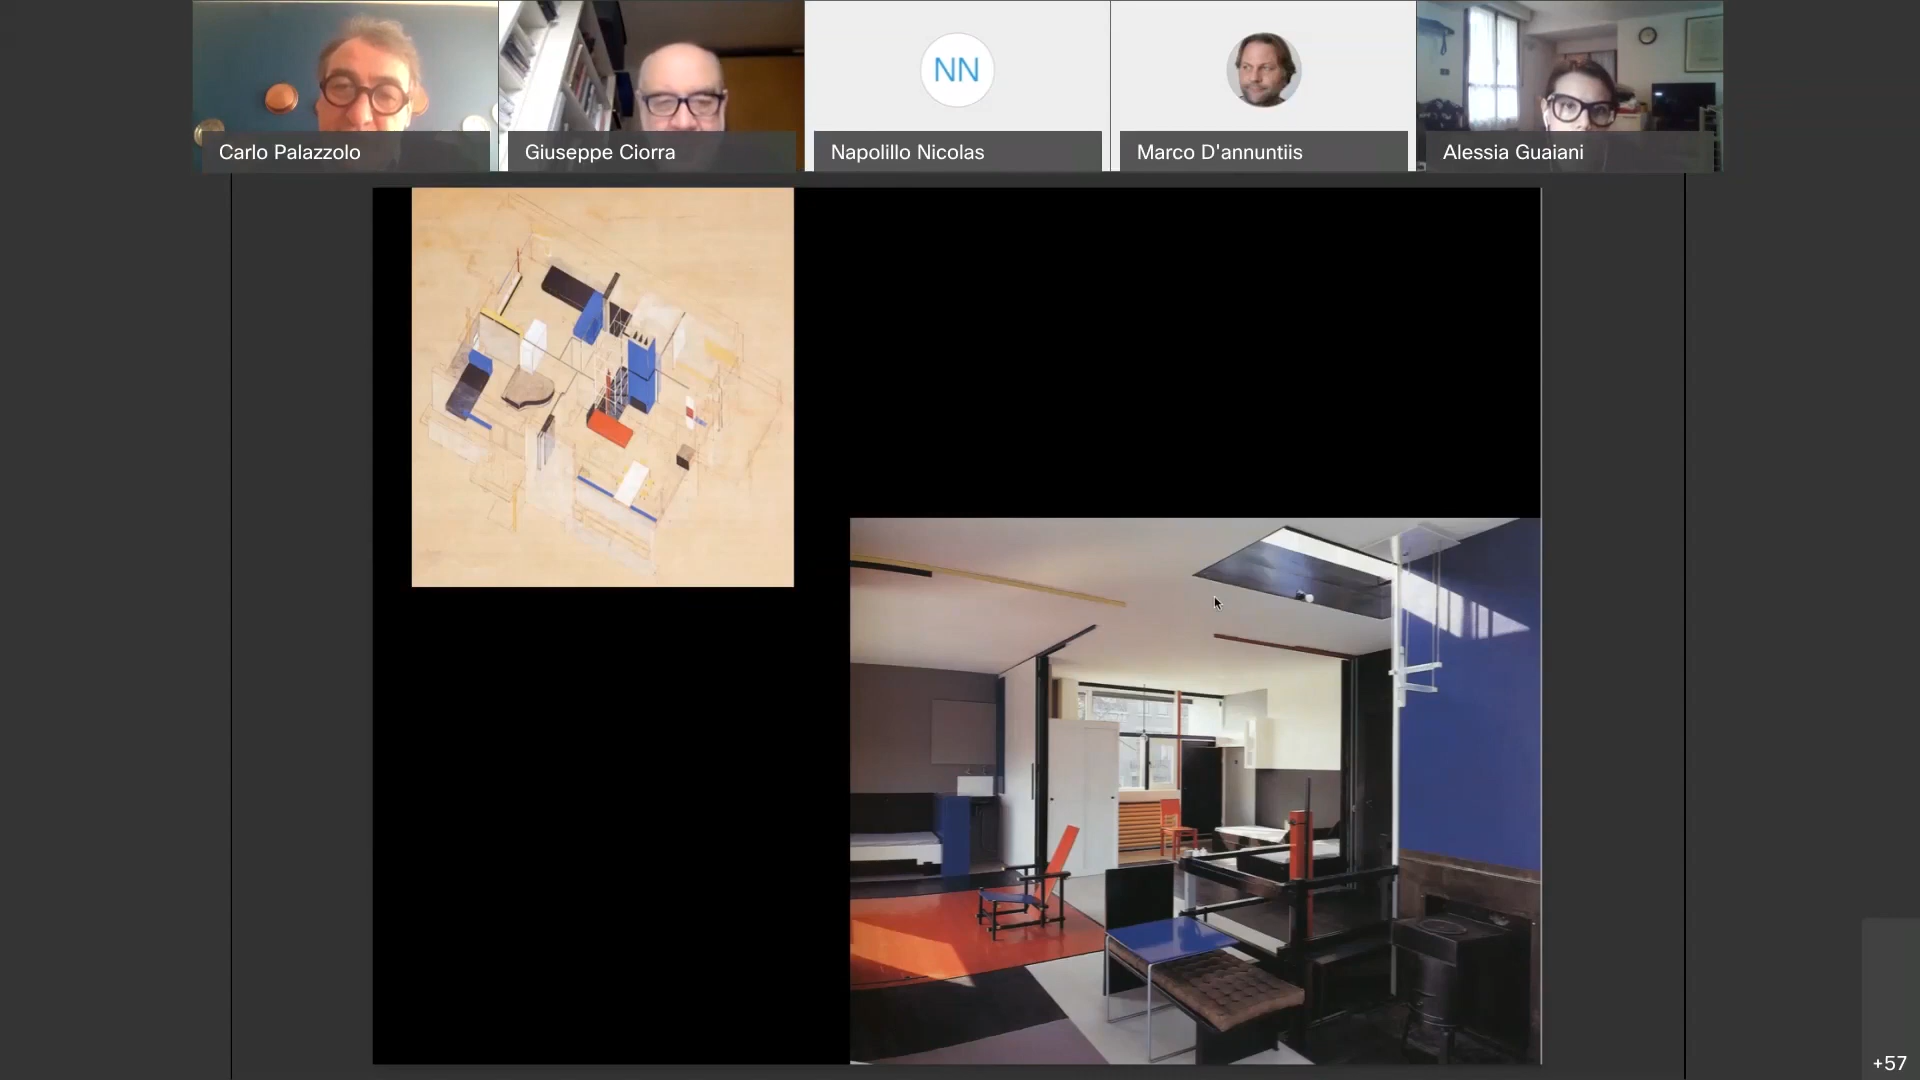 NN
Carlo Palazzolo
Giuseppe Ciorra
Napolillo Nicolas
Marco D'annuntiis
Alessia Guaiani
+57